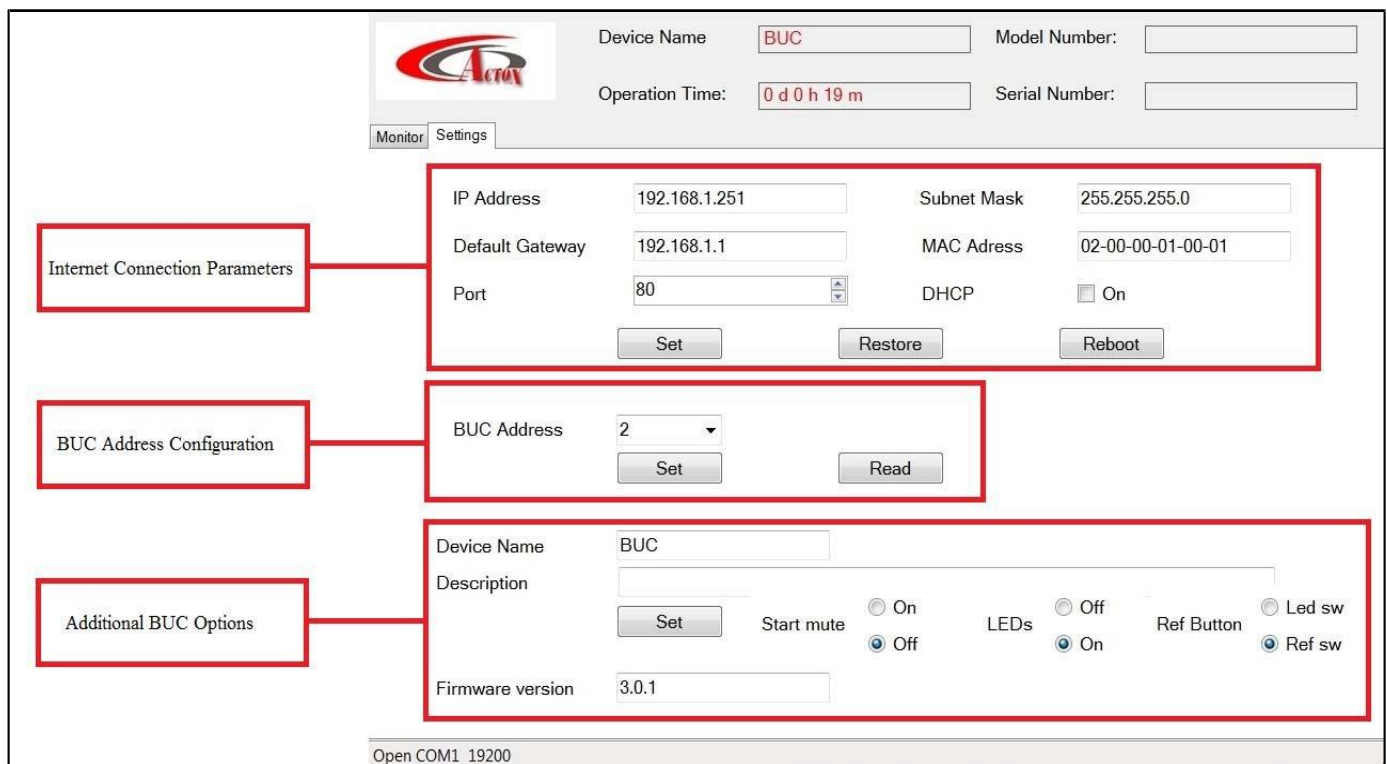 Device Name BUC Model Number:
ACTOX
Operation Time: 0 d 0 h 19 m Serial Number:
Monitor Settings
IP Address 192.168.1.251 Subnet Mask 255.255.255.0
Default Gateway 192.168.1.1 MAC Adress 02-00-00-01-00-01
Internet Connection Parameters
Port 80 DHCP On
Set Restore Reboot
BUC Address Configuration
BUC Address 2
Set Read
Device Name BUC
Description
Additional BUC Options
Set Start mute On Off LEDs Off On Ref Button Led sw Ref sw
Firmware version 3.0.1
Open COM1 19200